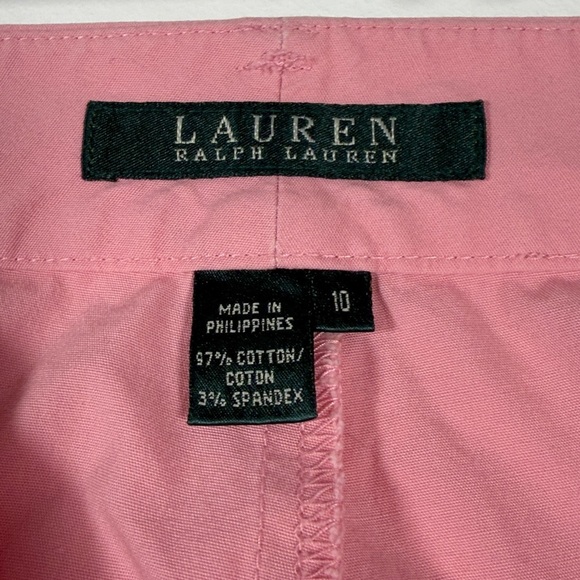 LAUREN
RALPH LAUREN
10
MADE IN
PHILIPPINES
97% COTTON/
COTON
3% SPANDEX